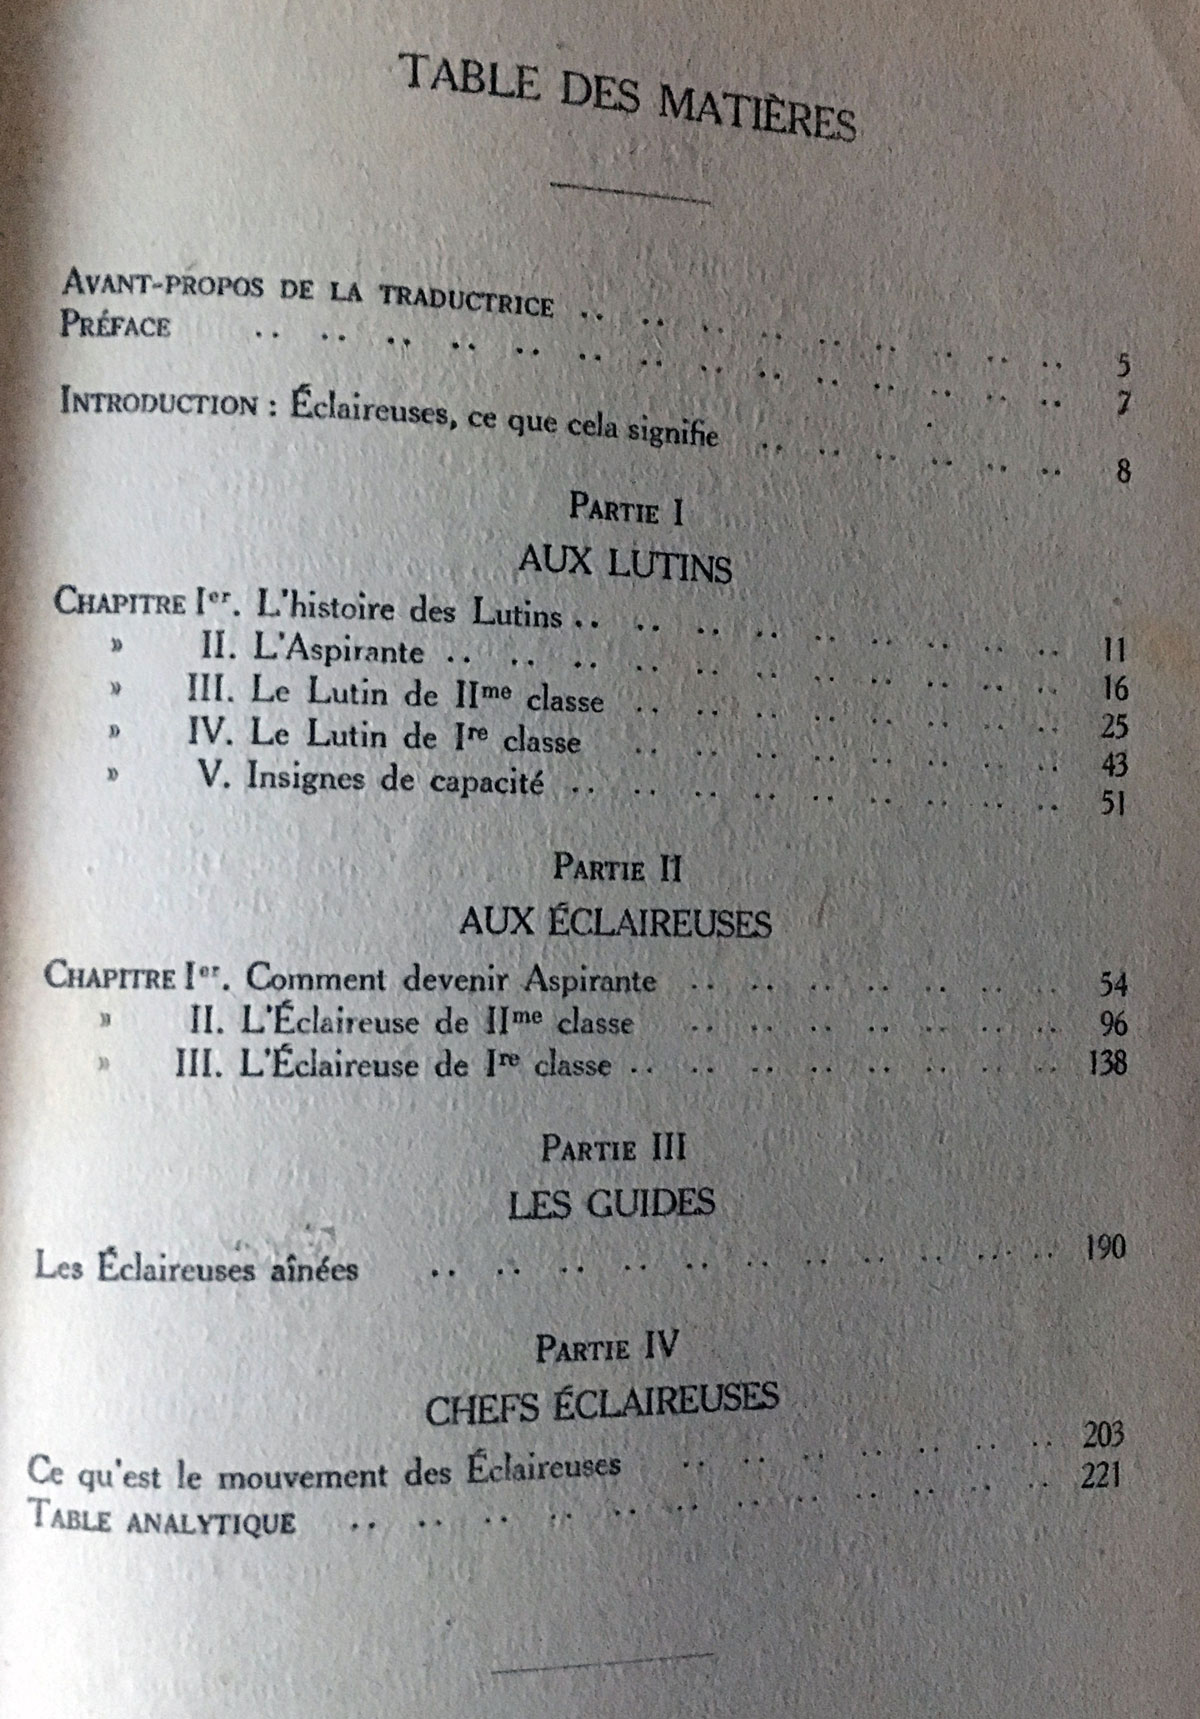 TABLE DES MATIÈRES
AVANT-PROPOS DE LA TRADUCTRICE .. .. .. .. .. .. .. .. .. 5
PRÉFACE .. .. .. .. .. .. .. .. .. .. .. .. .. 7
INTRODUCTION : Éclaireuses, ce que cela signifie .. .. .. .. .. .. 8
PARTIE I
AUX LUTINS
CHAPITRE Ier. L'histoire des Lutins .. .. .. .. .. .. .. .. .. 11
» II. L'Aspirante .. .. .. .. .. .. .. .. .. .. .. 16
» III. Le Lutin de IIme classe .. .. .. .. .. .. .. .. 25
» IV. Le Lutin de Ire classe .. .. .. .. .. .. .. .. 43
» V. Insignes de capacité .. .. .. .. .. .. .. .. .. 51
PARTIE II
AUX ÉCLAIREUSES
CHAPITRE Ier. Comment devenir Aspirante .. .. .. .. .. .. .. 54
» II. L'Éclaireuse de IIme classe .. .. .. .. .. .. .. 96
» III. L'Éclaireuse de Ire classe .. .. .. .. .. .. .. .. 138
PARTIE III
LES GUIDES
Les Éclaireuses aînées .. .. .. .. .. .. .. .. .. .. .. 190
PARTIE IV
CHEFS ÉCLAIREUSES
Ce qu'est le mouvement des Éclaireuses .. .. .. .. .. .. .. 203
TABLE ANALYTIQUE .. .. .. .. .. .. .. .. .. .. .. .. 221